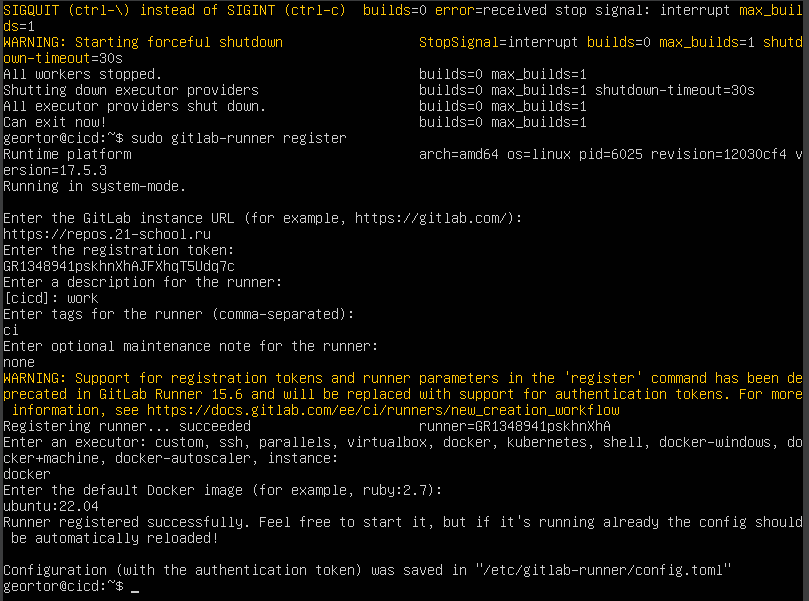 SIGQUIT (ctrl-\) instead of SIGINT (ctrl-c)  builds=0 error=received stop signal: interrupt max_buil
ds=1
WARNING: Starting forceful shutdown                 StopSignal=interrupt builds=0 max_builds=1 shutd
own-timeout=30s
All workers stopped.                                builds=0 max_builds=1
Shutting down executor providers                    builds=0 max_builds=1 shutdown-timeout=30s
All executor providers shut down.                   builds=0 max_builds=1
Can exit now!                                       builds=0 max_builds=1
geortor@cicd:~$ sudo gitlab-runner register
Runtime platform                                    arch=amd64 os=linux pid=6025 revision=12030cf4 v
ersion=17.5.3
Running in system-mode.

Enter the GitLab instance URL (for example, https://gitlab.com/):
https://repos.21-school.ru
Enter the registration token:
GR1348941pskhnXhAJFXhqT5Udq7c
Enter a description for the runner:
[cicd]: work
Enter tags for the runner (comma-separated):
ci
Enter optional maintenance note for the runner:
none
WARNING: Support for registration tokens and runner parameters in the 'register' command has been de
precated in GitLab Runner 15.6 and will be replaced with support for authentication tokens. For more
 information, see https://docs.gitlab.com/ee/ci/runners/new_creation_workflow
Registering runner... succeeded                     runner=GR1348941pskhnXhA
Enter an executor: custom, ssh, parallels, virtualbox, docker, kubernetes, shell, docker-windows, do
cker+machine, docker-autoscaler, instance:
docker
Enter the default Docker image (for example, ruby:2.7):
ubuntu:22.04
Runner registered successfully. Feel free to start it, but if it's running already the config should
 be automatically reloaded!

Configuration (with the authentication token) was saved in "/etc/gitlab-runner/config.toml"
geortor@cicd:~$ _